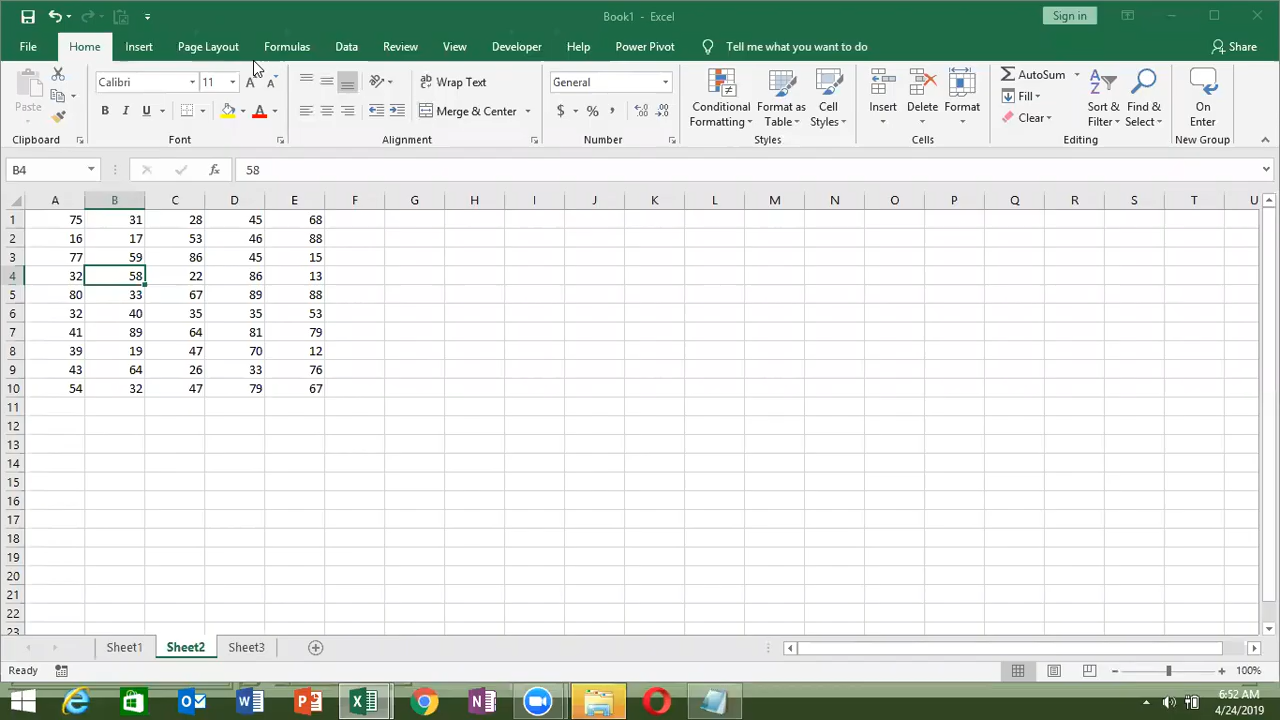 Book1 - Excel
Sign in
File Home Insert Page Layout Formulas Data Review View Developer Help Power Pivot Tell me what you want to do Share
Paste
Calibri 11
B I U A
Wrap Text
Merge & Center
General
$ % ,
Conditional Formatting
Format as Table
Cell Styles
Insert
Delete
Format
AutoSum
Fill
Clear
Sort & Filter
Find & Select
On Enter
Clipboard Font Alignment Number Styles Cells Editing New Group
B4 fx 58
A B C D E F G H I J K L M N O P Q R S T U
1 75 31 28 45 68
2 16 17 53 46 88
3 77 59 86 45 15
4 32 58 22 86 13
5 80 33 67 89 88
6 32 40 35 35 53
7 41 89 64 81 79
8 39 19 47 70 12
9 43 64 26 33 76
10 54 32 47 79 67
11
12
13
14
15
16
17
18
19
20
21
22
23
Sheet1 Sheet2 Sheet3
Ready 100%
6:52 AM
4/24/2019